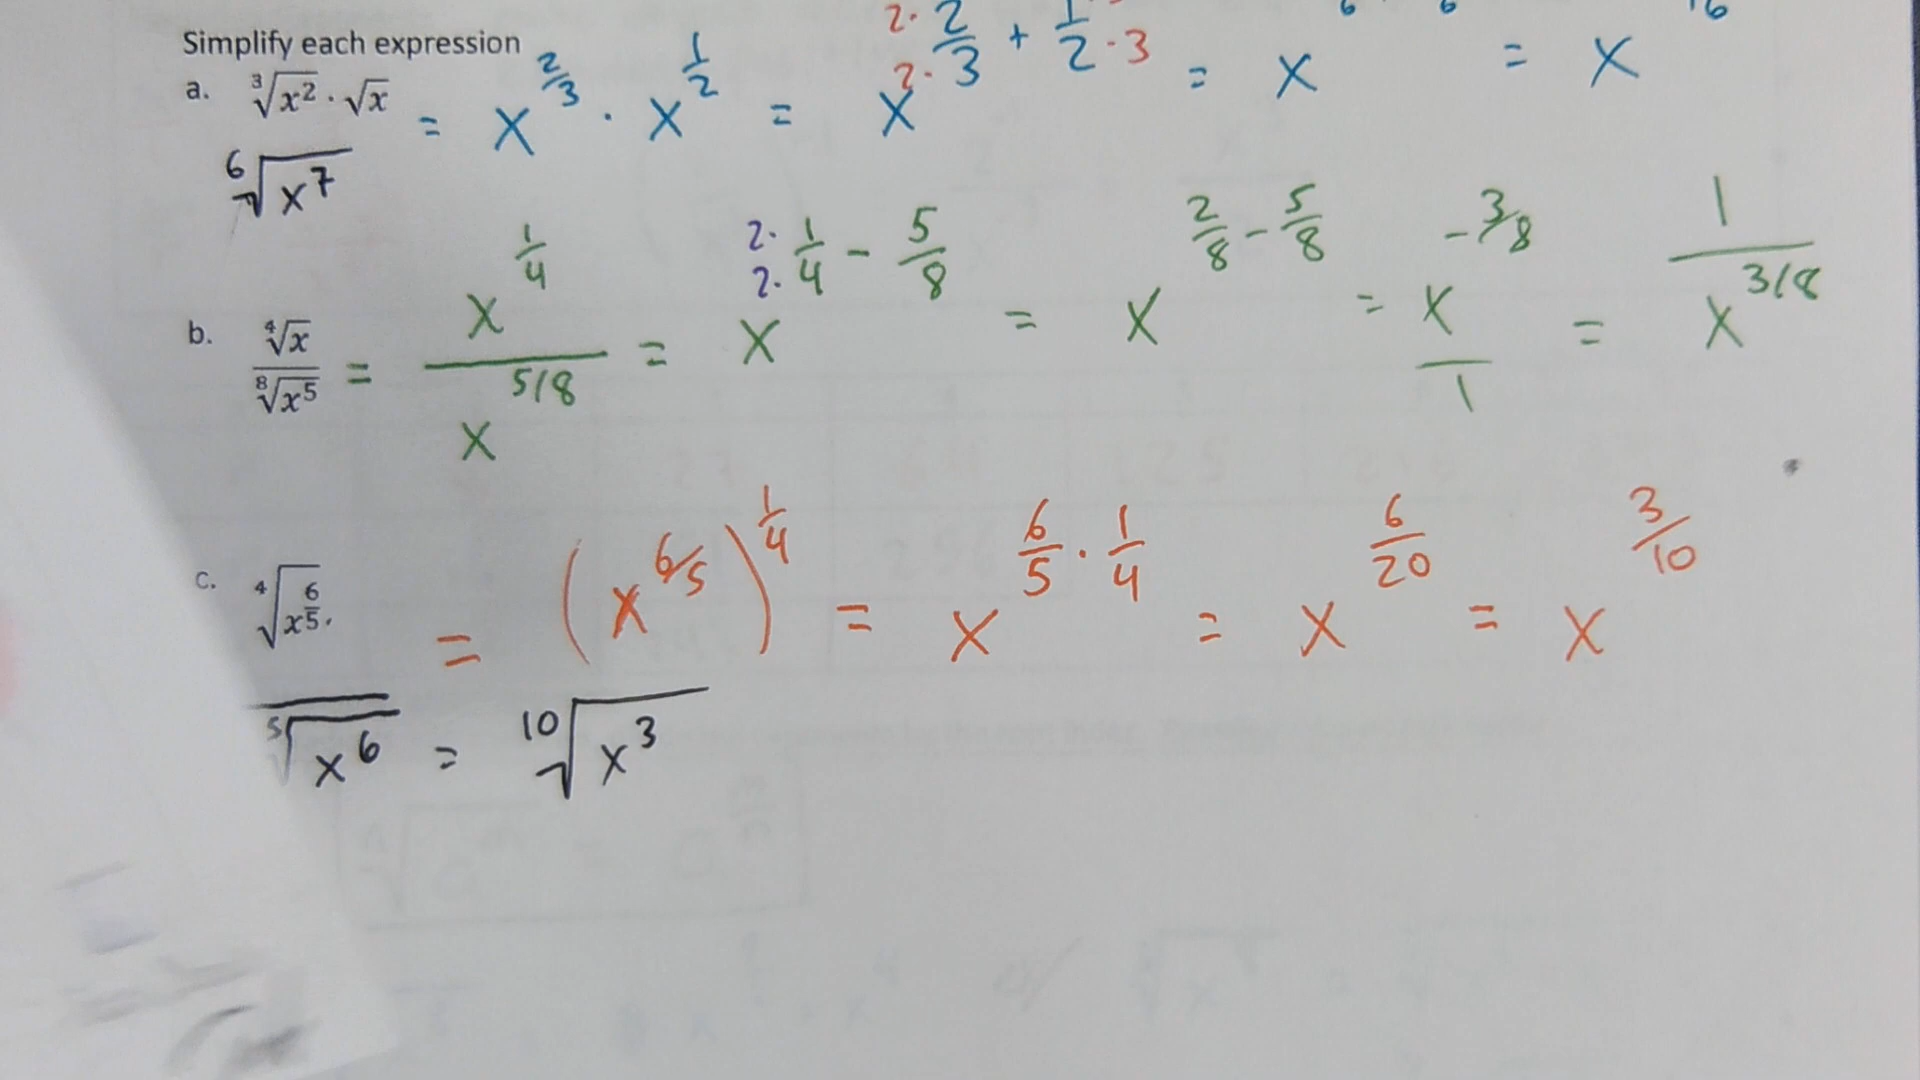 Simplify each expression
a. ∛(x²) · √x = x^(2/3) · x^(1/2) = x^(2·2/2·3 + 1/2·3) = x = x
⁶√(x⁷)
b. ⁴√x / ⁸√(x⁵) = x^(1/4) / x^(5/8) = x^(2·1/2·4 - 5/8) = x^(2/8 - 5/8) = x^(-3/8) / 1 = 1 / x^(3/8)
c. ⁴√(x^(6/5)). = (x^(6/5))^(1/4) = x^(6/5 · 1/4) = x^(6/20) = x^(3/10)
⁵√(x⁶) = ¹⁰√(x³)